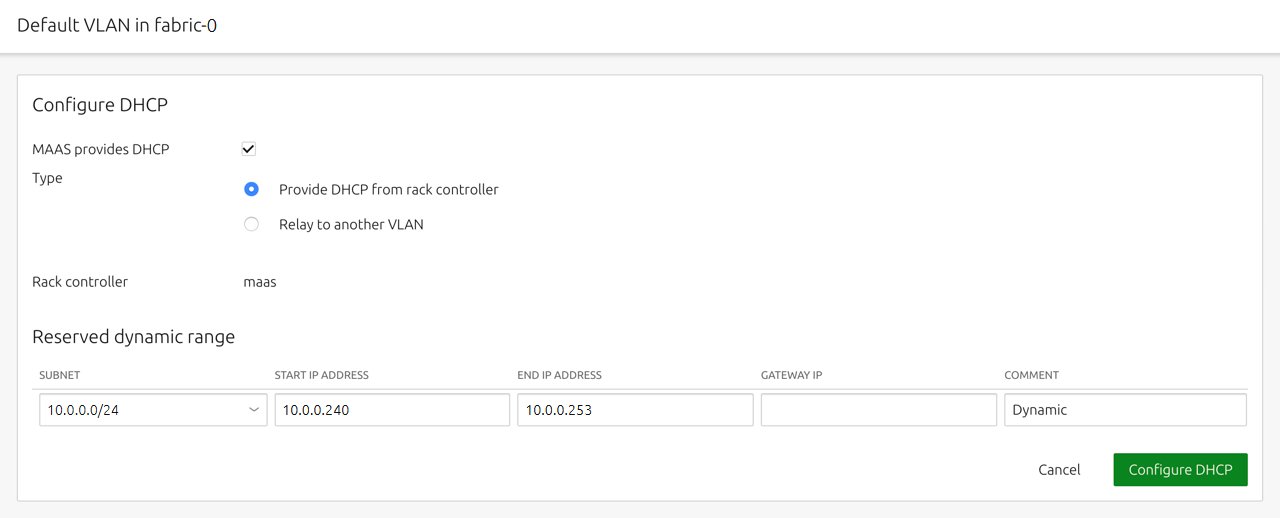 Default VLAN in fabric-0
Configure DHCP
MAAS provides DHCP
Type
Provide DHCP from rack controller
Relay to another VLAN
Rack controller maas
Reserved dynamic range
SUBNET START IP ADDRESS END IP ADDRESS GATEWAY IP COMMENT
10.0.0.0/24 10.0.0.240 10.0.0.253 Dynamic
Cancel Configure DHCP